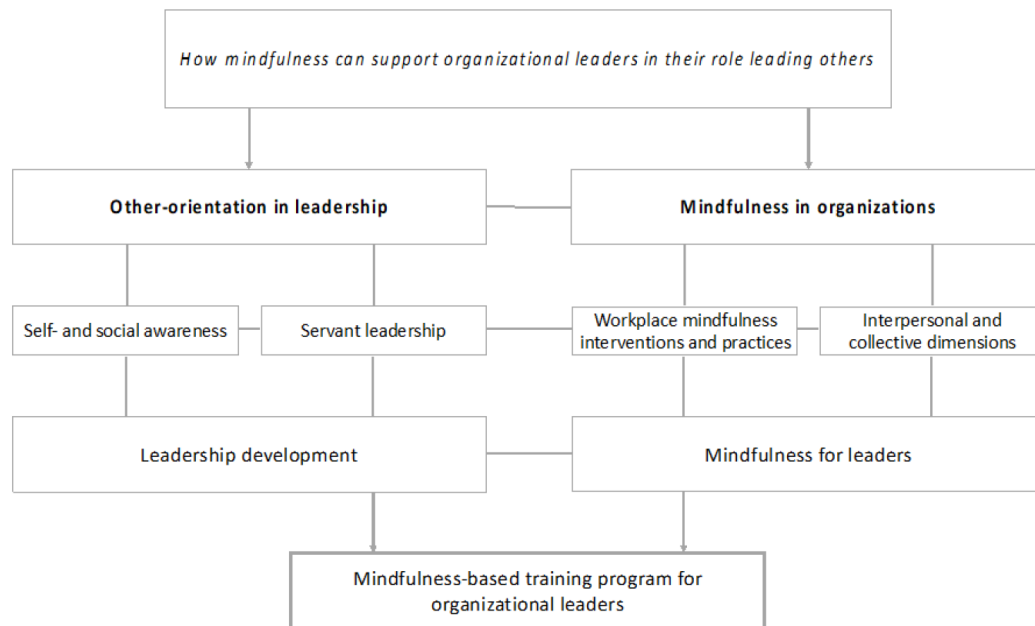 How mindfulness can support organizational leaders in their role leading others
Other-orientation in leadership
Mindfulness in organizations
Self- and social awareness
Servant leadership
Workplace mindfulness
interventions and practices
Interpersonal and
collective dimensions
Leadership development
Mindfulness for leaders
Mindfulness-based training program for
organizational leaders